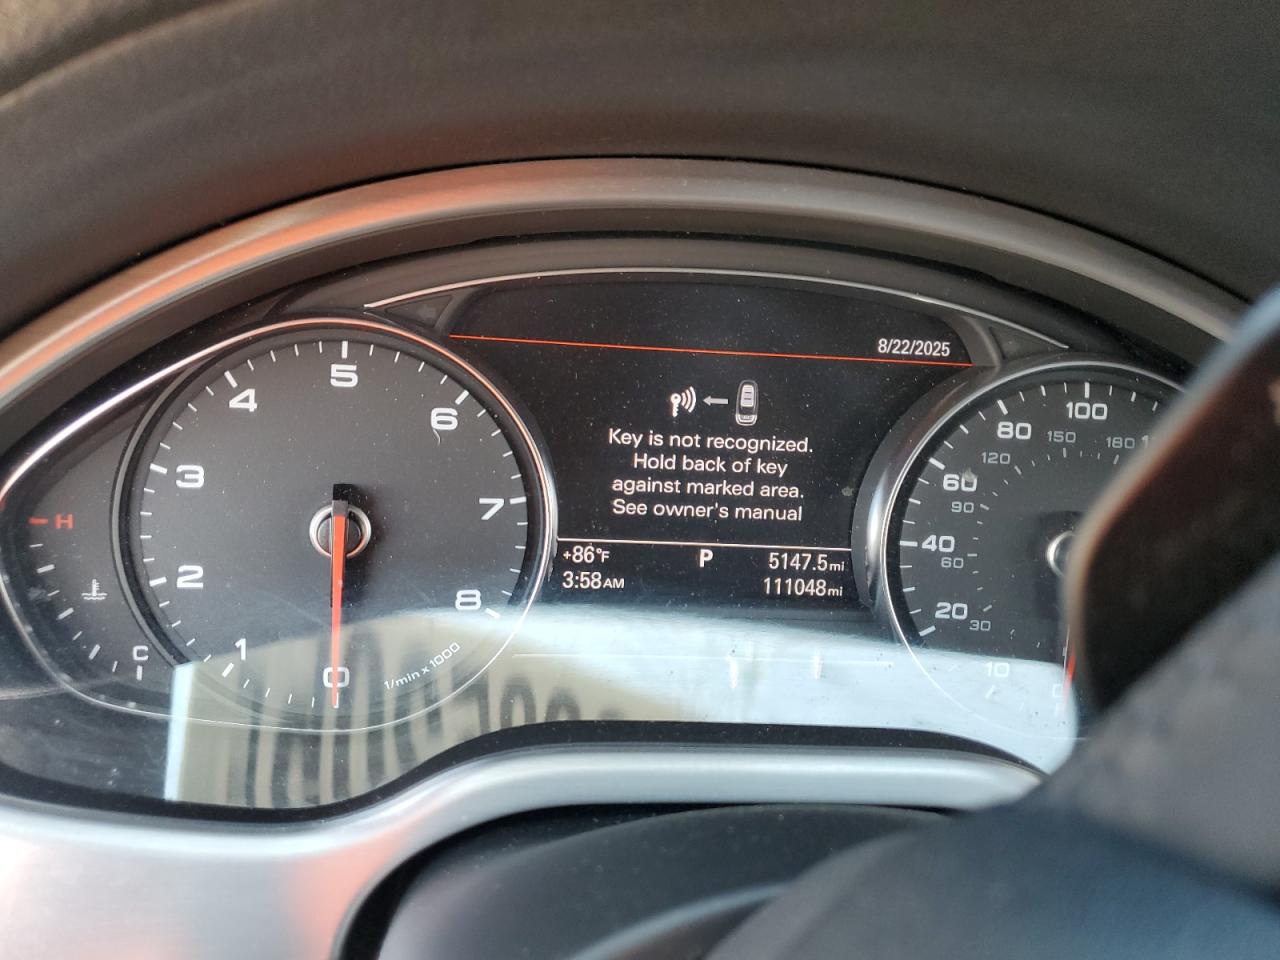 8/22/2025
Key is not recognized.
Hold back of key
against marked area.
See owner's manual
+86°F P 5147.5mi
3:58AM 111048mi
H
C
0
1
2
3
4
5
6
7
8
1/min x 1000
10
20
40
60
80
100
30
60
90
120
150
180